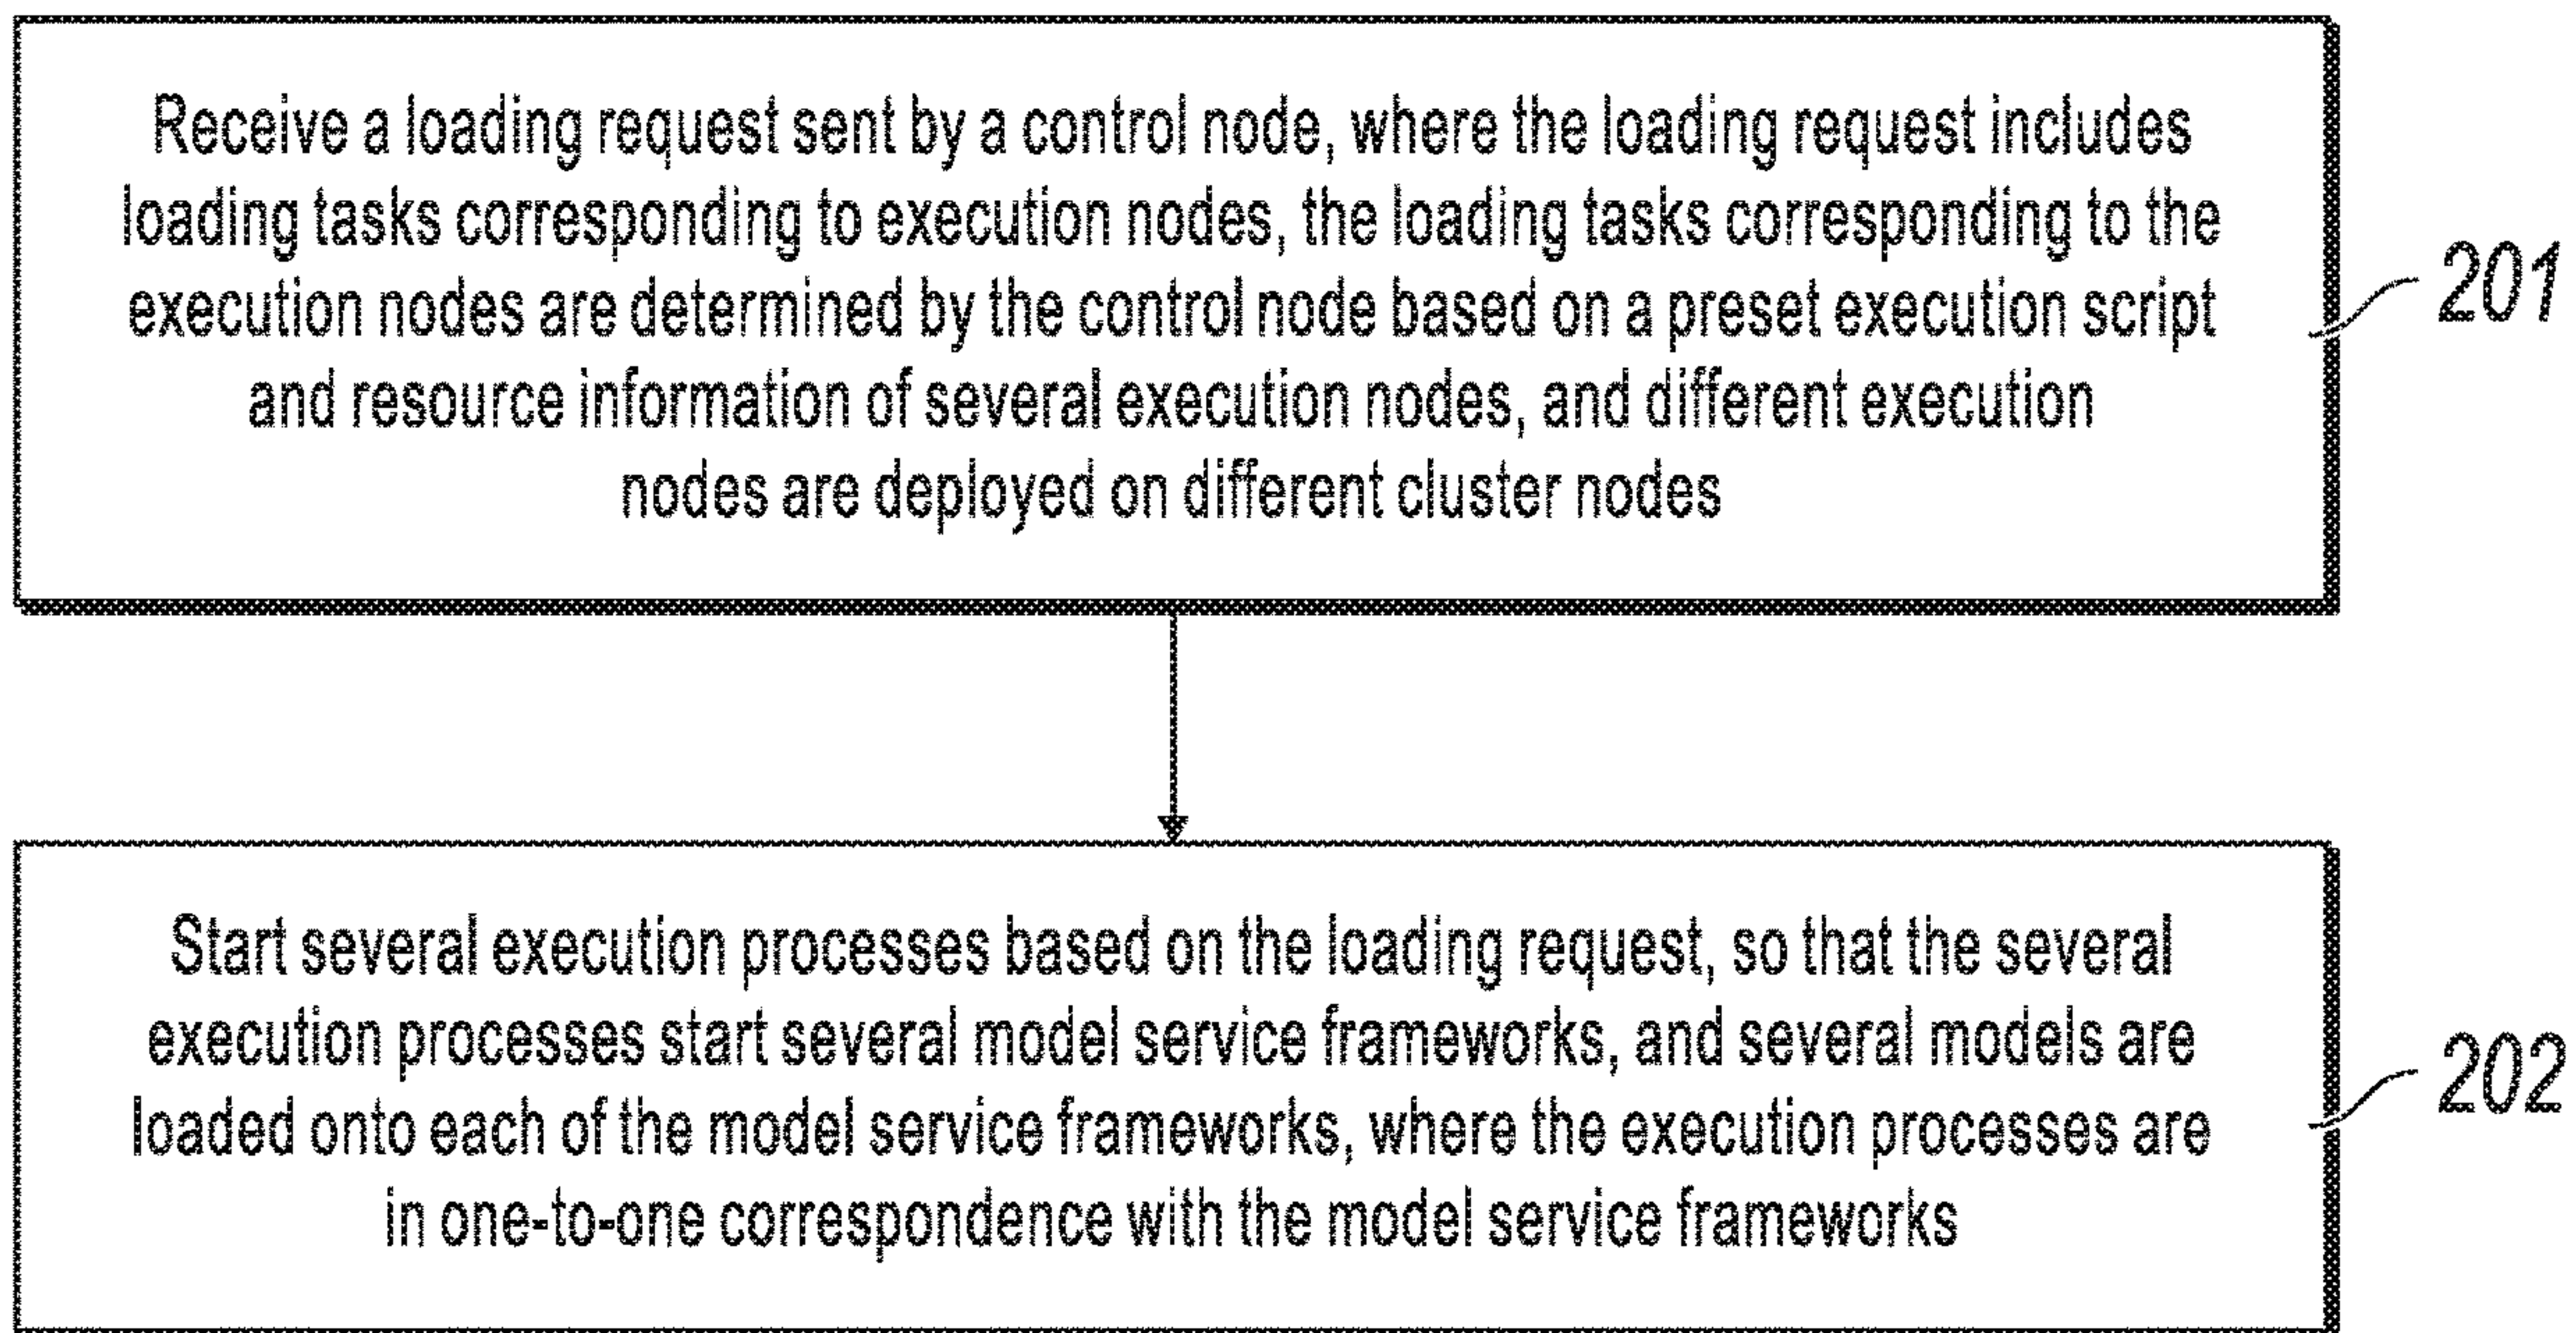 Receive a loading request sent by a control node, where the loading request includes
loading tasks corresponding to execution nodes, the loading tasks corresponding to the
execution nodes are determined by the control node based on a preset execution script
and resource information of several execution nodes, and different execution
nodes are deployed on different cluster nodes
201
Start several execution processes based on the loading request, so that the several
execution processes start several model service frameworks, and several models are
loaded onto each of the model service frameworks, where the execution processes are
in one-to-one correspondence with the model service frameworks
202